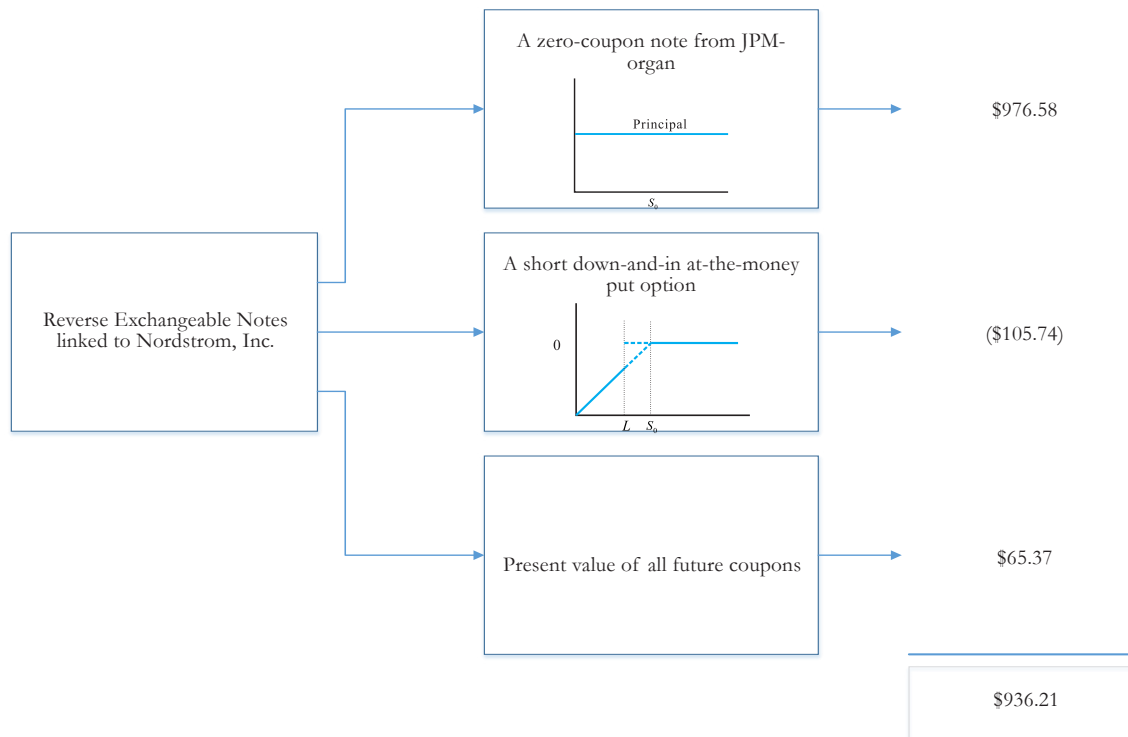 A zero-coupon note from JPM-
organ
Principal
S₀
$976.58
Reverse Exchangeable Notes
linked to Nordstrom, Inc.
A short down-and-in at-the-money
put option
0
L S₀
($105.74)
Present value of all future coupons
$65.37
$936.21